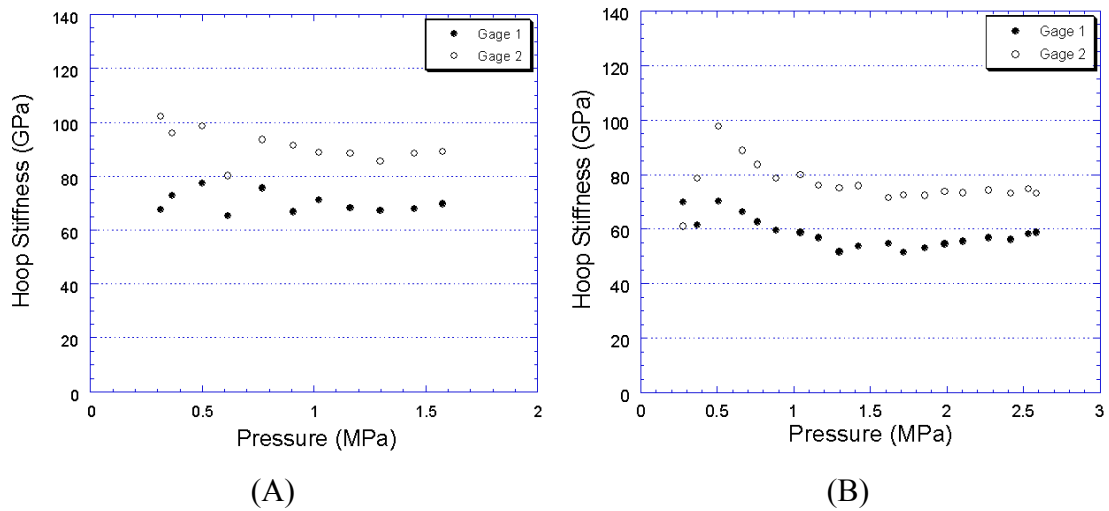 140
120
100
80
60
40
20
0
Hoop Stiffness (GPa)
Gage 1
Gage 2
0 0.5 1 1.5 2
Pressure (MPa)
(A)
140
120
100
80
60
40
20
0
Hoop Stiffness (GPa)
Gage 1
Gage 2
0 0.5 1 1.5 2 2.5 3
Pressure (MPa)
(B)